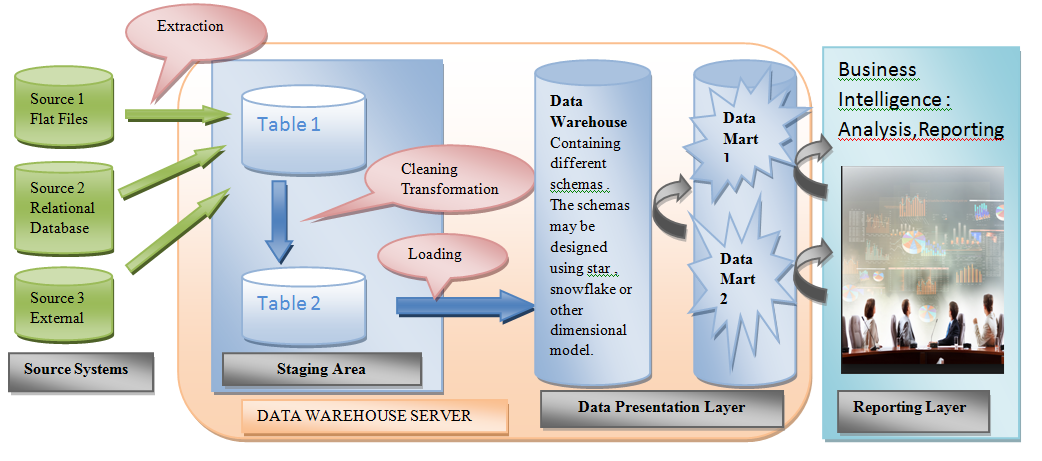 Extraction
Source 1
Flat Files
Source 2
Relational
Database
Source 3
External
Source Systems
Table 1
Cleaning
Transformation
Loading
Table 2
Staging Area
DATA WAREHOUSE SERVER
Data
Warehouse
Containing
different
schemas .
The schemas
may be
designed
using star ,
snowflake or
other
dimensional
model.
Data
Mart
1
Data
Mart
2
Data Presentation Layer
Business
Intelligence :
Analysis,Reporting
Reporting Layer